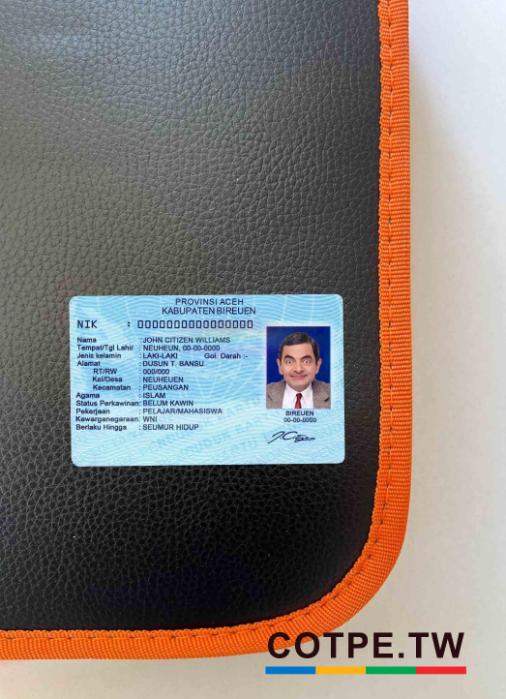 PROVINSI ACEH
KABUPATEN BIREUEN
NIK : 0000000000000000
Nama : JOHN CITIZEN WILLIAMS
Tempat/Tgl Lahir : NEUHEUN, 00-00-0000
Jenis kelamin : LAKI-LAKI Gol. Darah :-
Alamat : DUSUN T. BANSU
RT/RW : 000/000
Kel/Desa : NEUHEUEN
Kecamatan : PEUSANGAN
Agama : ISLAM
Status Perkawinan: BELUM KAWIN
Pekerjaan : PELAJAR/MAHASISWA
Kewarganegaraan: WNI
Berlaku Hingga : SEUMUR HIDUP
BIREUEN
00-00-0000
COTPE.TW